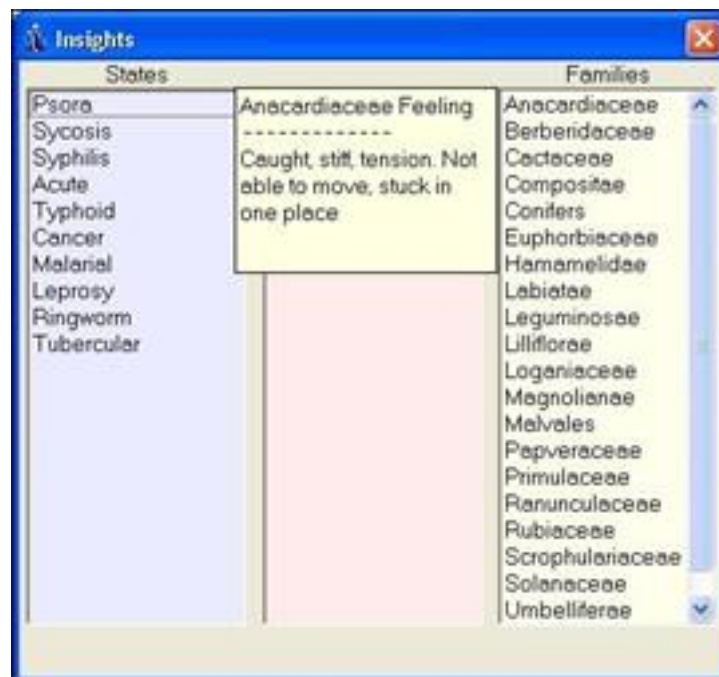 Insights
States
Families
Psora
Sycosis
Syphilis
Acute
Typhoid
Cancer
Malarial
Leprosy
Ringworm
Tubercular
Anacardiaceae Feeling
-------------
Caught, stiff, tension. Not
able to move, stuck in
one place
Anacardiaceae
Berberidaceae
Cactaceae
Compositae
Conifers
Euphorbiaceae
Hamamelidae
Labiatae
Leguminosae
Lilliflorae
Loganiaceae
Magnolianae
Malvales
Papveraceae
Primulaceae
Ranunculaceae
Rubiaceae
Scrophulariaceae
Solanaceae
Umbelliferae